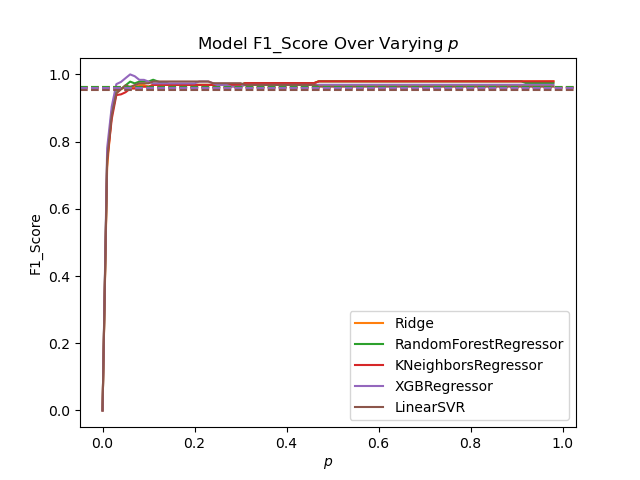 Model F1_Score Over Varying p
F1_Score
1.0
0.8
0.6
0.4
0.2
0.0
Ridge
RandomForestRegressor
KNeighborsRegressor
XGBRegressor
LinearSVR
0.0 0.2 0.4 0.6 0.8 1.0
p